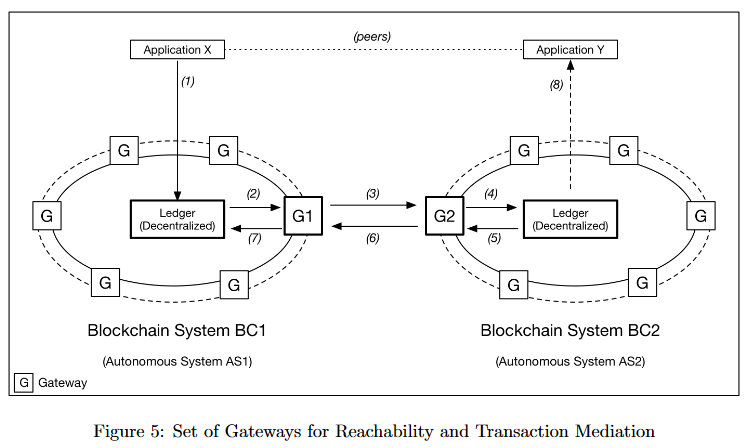 (peers)
Application X
Application Y
(1)
(8)
G
G
G
G
G
G
Ledger
(Decentralized)
(2)
(7)
G1
(3)
(6)
G2
(4)
(5)
Ledger
(Decentralized)
G
G
G
G
Blockchain System BC1
Blockchain System BC2
(Autonomous System AS1)
(Autonomous System AS2)
G
Gateway
Figure 5: Set of Gateways for Reachability and Transaction Mediation